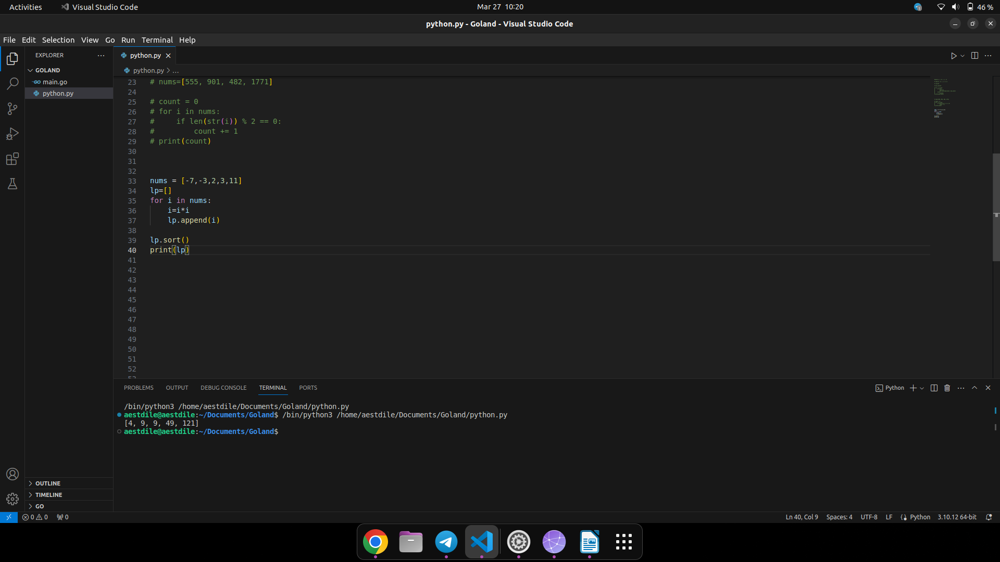 Activities
Visual Studio Code
Mar 27 10:20
46 %
python.py - Goland - Visual Studio Code
File Edit Selection View Go Run Terminal Help
EXPLORER
GOLAND
main.go
python.py
OUTLINE
TIMELINE
GO
python.py
python.py > ...
23 # nums=[555, 901, 482, 1771]
24
25 # count = 0
26 # for i in nums:
27 #     if len(str(i)) % 2 == 0:
28 #         count += 1
29 # print(count)
30
31
32
33 nums = [-7,-3,2,3,11]
34 lp=[]
35 for i in nums:
36     i=i*i
37     lp.append(i)
38
39 lp.sort()
40 print(lp)
41
42
43
44
45
46
47
48
49
50
51
52
PROBLEMS OUTPUT DEBUG CONSOLE TERMINAL PORTS
Python
/bin/python3 /home/aestdile/Documents/Goland/python.py
aestdile@aestdile:~/Documents/Goland$ /bin/python3 /home/aestdile/Documents/Goland/python.py
[4, 9, 9, 49, 121]
aestdile@aestdile:~/Documents/Goland$
0 0 0
Ln 40, Col 9 Spaces: 4 UTF-8 LF Python 3.10.12 64-bit